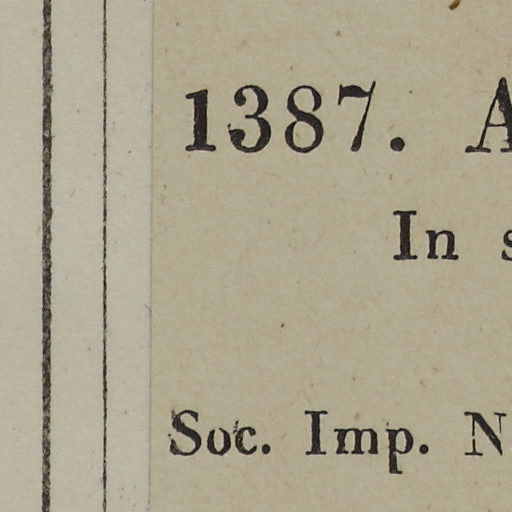 1387. A
In s
Soc. Imp. N